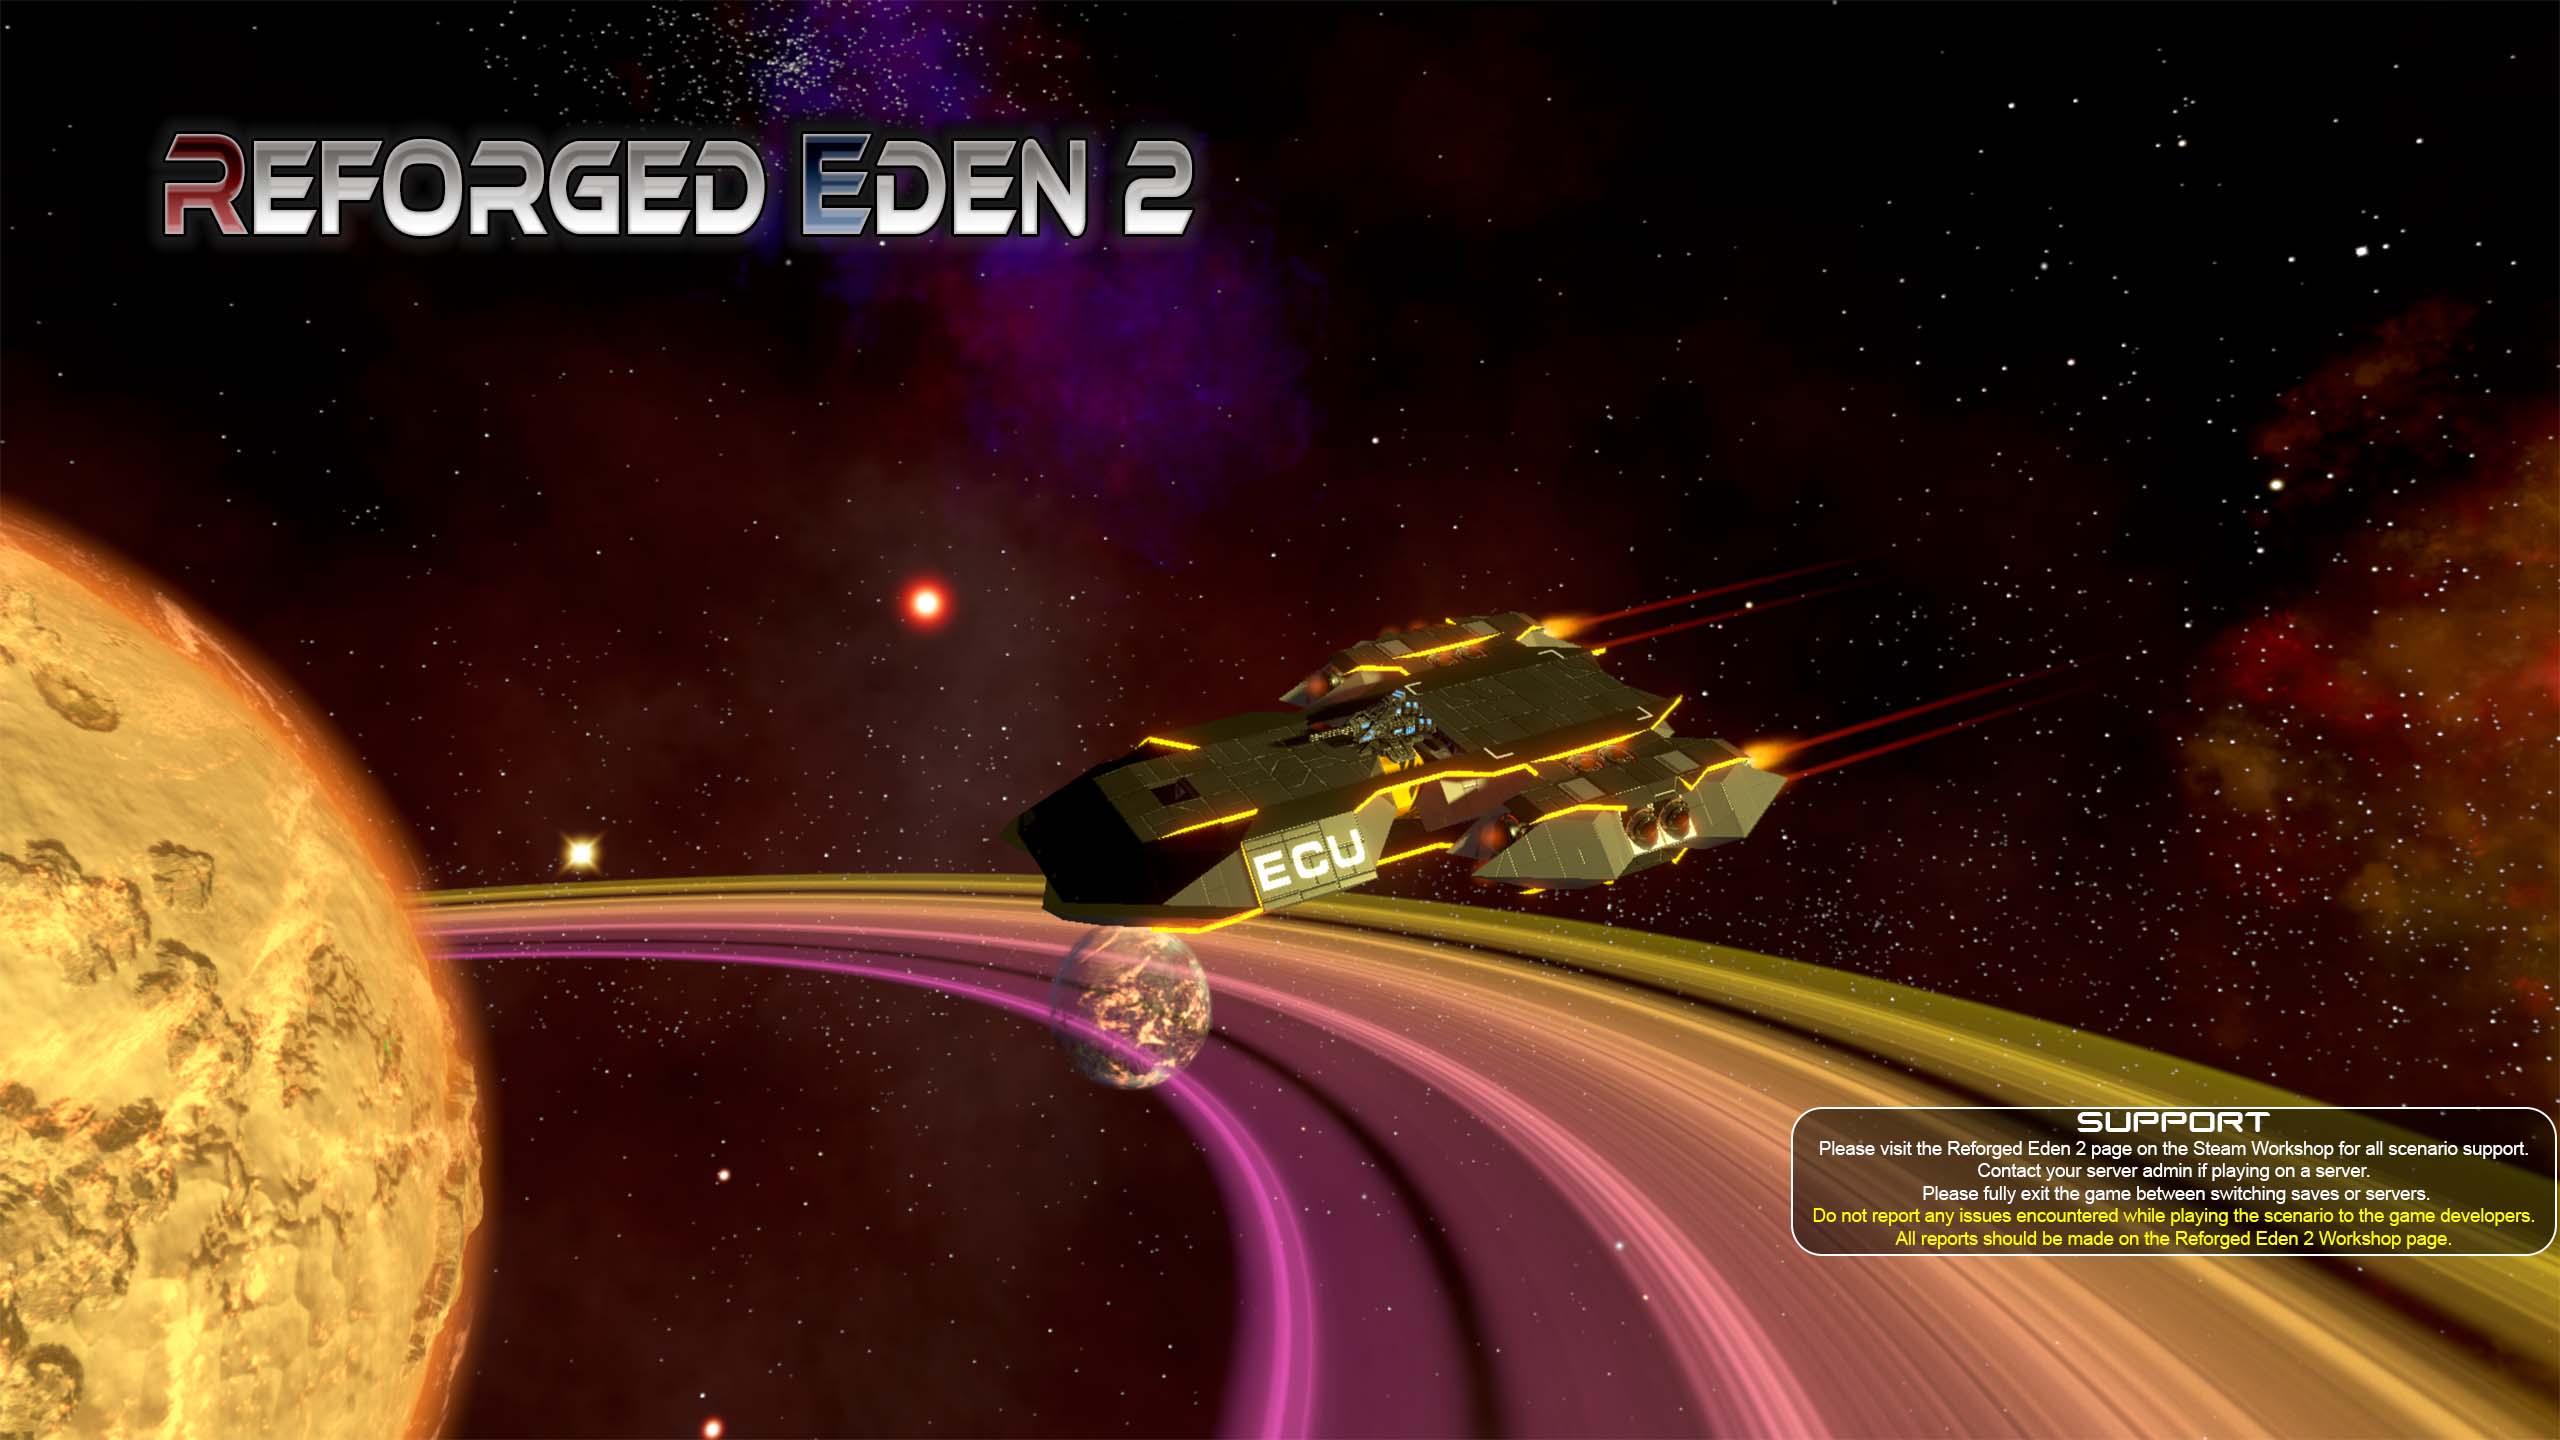 REFORGED EDEN 2
ECU
SUPPORT
Please visit the Reforged Eden 2 page on the Steam Workshop for all scenario support.
Contact your server admin if playing on a server.
Please fully exit the game between switching saves or servers.
Do not report any issues encountered while playing the scenario to the game developers.
All reports should be made on the Reforged Eden 2 Workshop page.